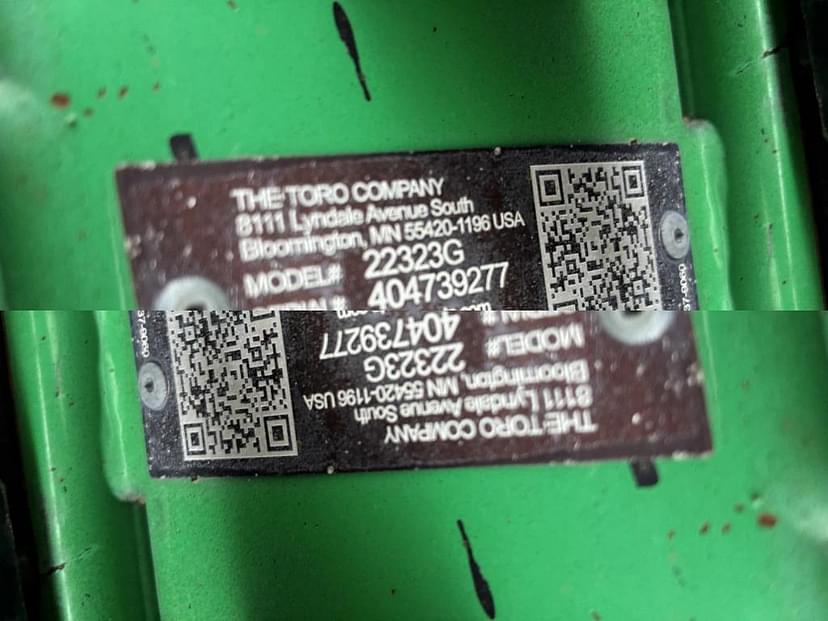 THE TORO COMPANY
8111 Lyndale Avenue South
Bloomington, MN 55420-1196 USA
MODEL# 22323G
404739277
404739277
MODEL# 22323G
Bloomington, MN 55420-1196 USA
8111 Lyndale Avenue South
THE TORO COMPANY